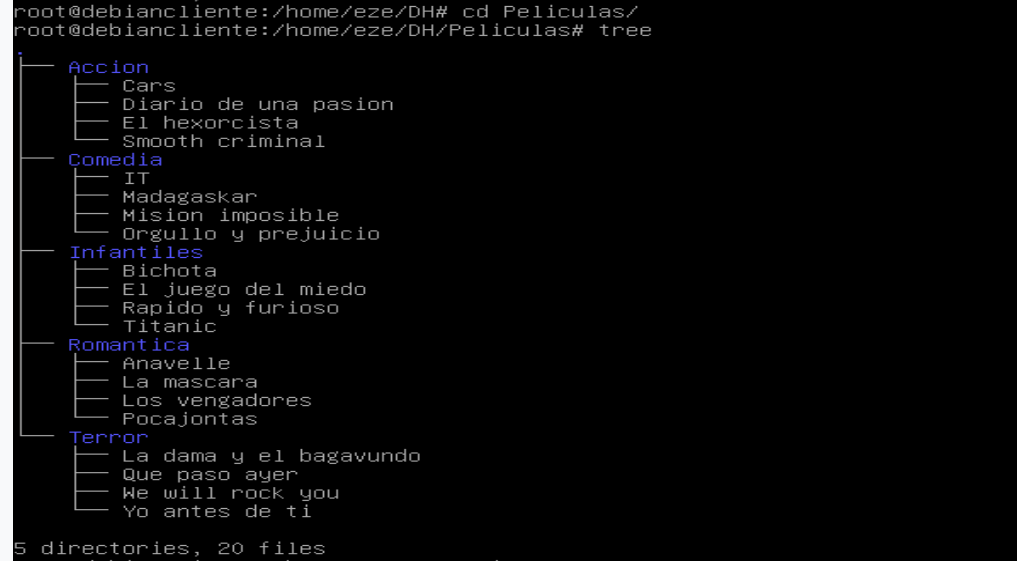 root@debiancliente:/home/eze/DH# cd Peliculas/
root@debiancliente:/home/eze/DH/Peliculas# tree
.
├── Accion
│   ├── Cars
│   ├── Diario de una pasion
│   ├── El hexorcista
│   └── Smooth criminal
├── Comedia
│   ├── IT
│   ├── Madagaskar
│   ├── Mision imposible
│   └── Orgullo y prejuicio
├── Infantiles
│   ├── Bichota
│   ├── El juego del miedo
│   ├── Rapido y furioso
│   └── Titanic
├── Romantica
│   ├── Anavelle
│   ├── La mascara
│   ├── Los vengadores
│   └── Pocajontas
└── Terror
    ├── La dama y el bagavundo
    ├── Que paso ayer
    ├── We will rock you
    └── Yo antes de ti
5 directories, 20 files